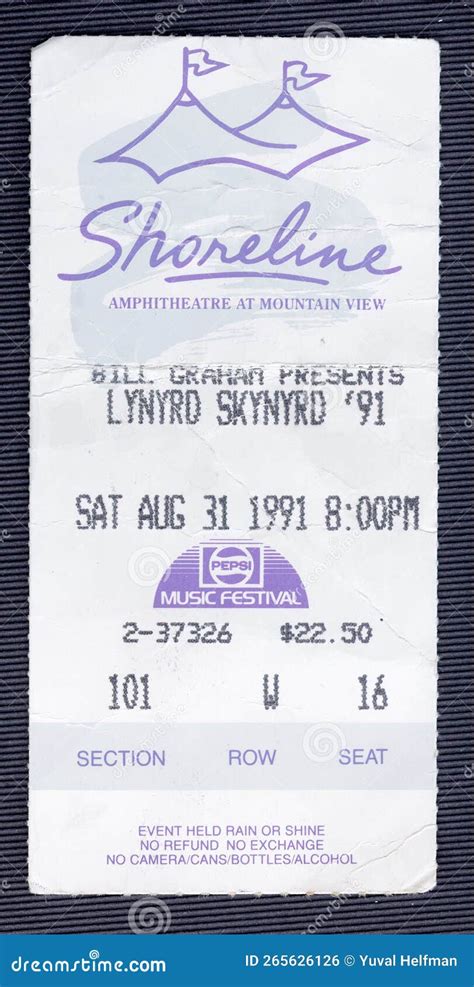 Shoreline
AMPHITHEATRE AT MOUNTAIN VIEW
BILL GRAHAM PRESENTS
LYNYRD SKYNYRD '91
SAT AUG 31 1991 8:00PM
PEPSI
MUSIC FESTIVAL
2-37326 $22.50
101 W 16
SECTION ROW SEAT
EVENT HELD RAIN OR SHINE
NO REFUND NO EXCHANGE
NO CAMERA/CANS/BOTTLES/ALCOHOL
dreamstime.com
ID 265626126 © Yuval Helfman